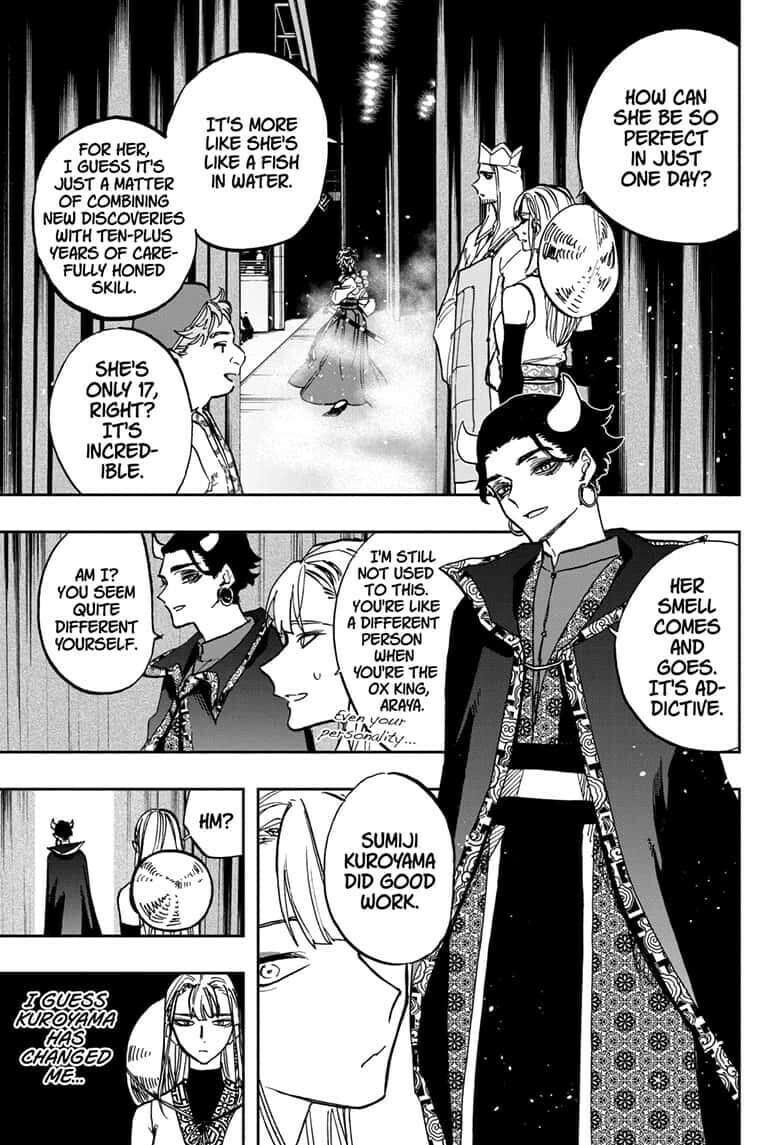 HOW CAN
SHE BE SO
PERFECT
IN JUST
ONE DAY?
IT'S MORE
LIKE SHE'S
LIKE A FISH
IN WATER.
FOR HER,
I GUESS IT'S
JUST A MATTER
OF COMBINING
NEW DISCOVERIES
WITH TEN-PLUS
YEARS OF CARE-
FULLY HONED
SKILL.
SHE'S
ONLY 17,
RIGHT?
IT'S
INCRED-
IBLE.
HER
SMELL
COMES
AND
GOES.
IT'S AD-
DICTIVE.
I'M STILL
NOT USED
TO THIS.
YOU'RE LIKE
A DIFFERENT
PERSON
WHEN
YOU'RE THE
OX KING,
ARAYA.
Even your
personality...
AM I?
YOU SEEM
QUITE
DIFFERENT
YOURSELF.
SUMIJI
KUROYAMA
DID GOOD
WORK.
HM?
I GUESS
KUROYAMA
HAS
CHANGED
ME...